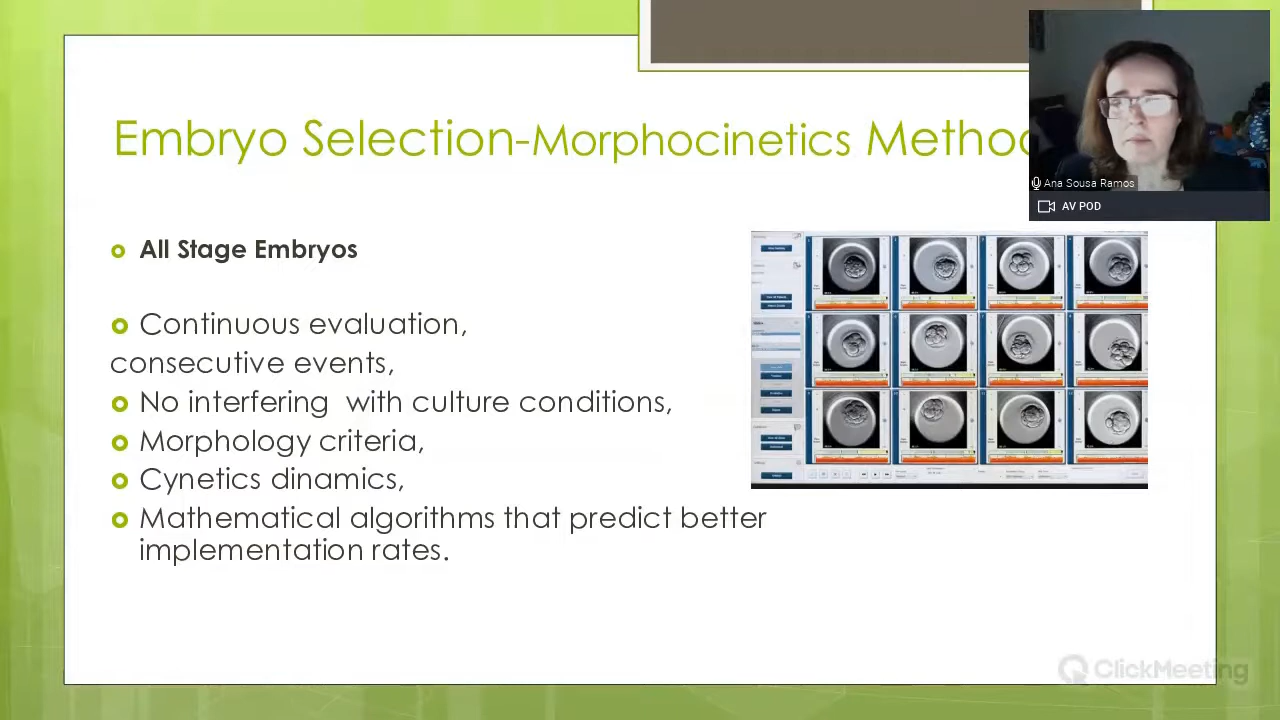 Embryo Selection-Morphocinetics Metho
Ana Sousa Ramos
AV POD
All Stage Embryos
Continuous evaluation,
consecutive events,
No interfering with culture conditions,
Morphology criteria,
Cynetics dinamics,
Mathematical algorithms that predict better
implementation rates.
ClickMeeting